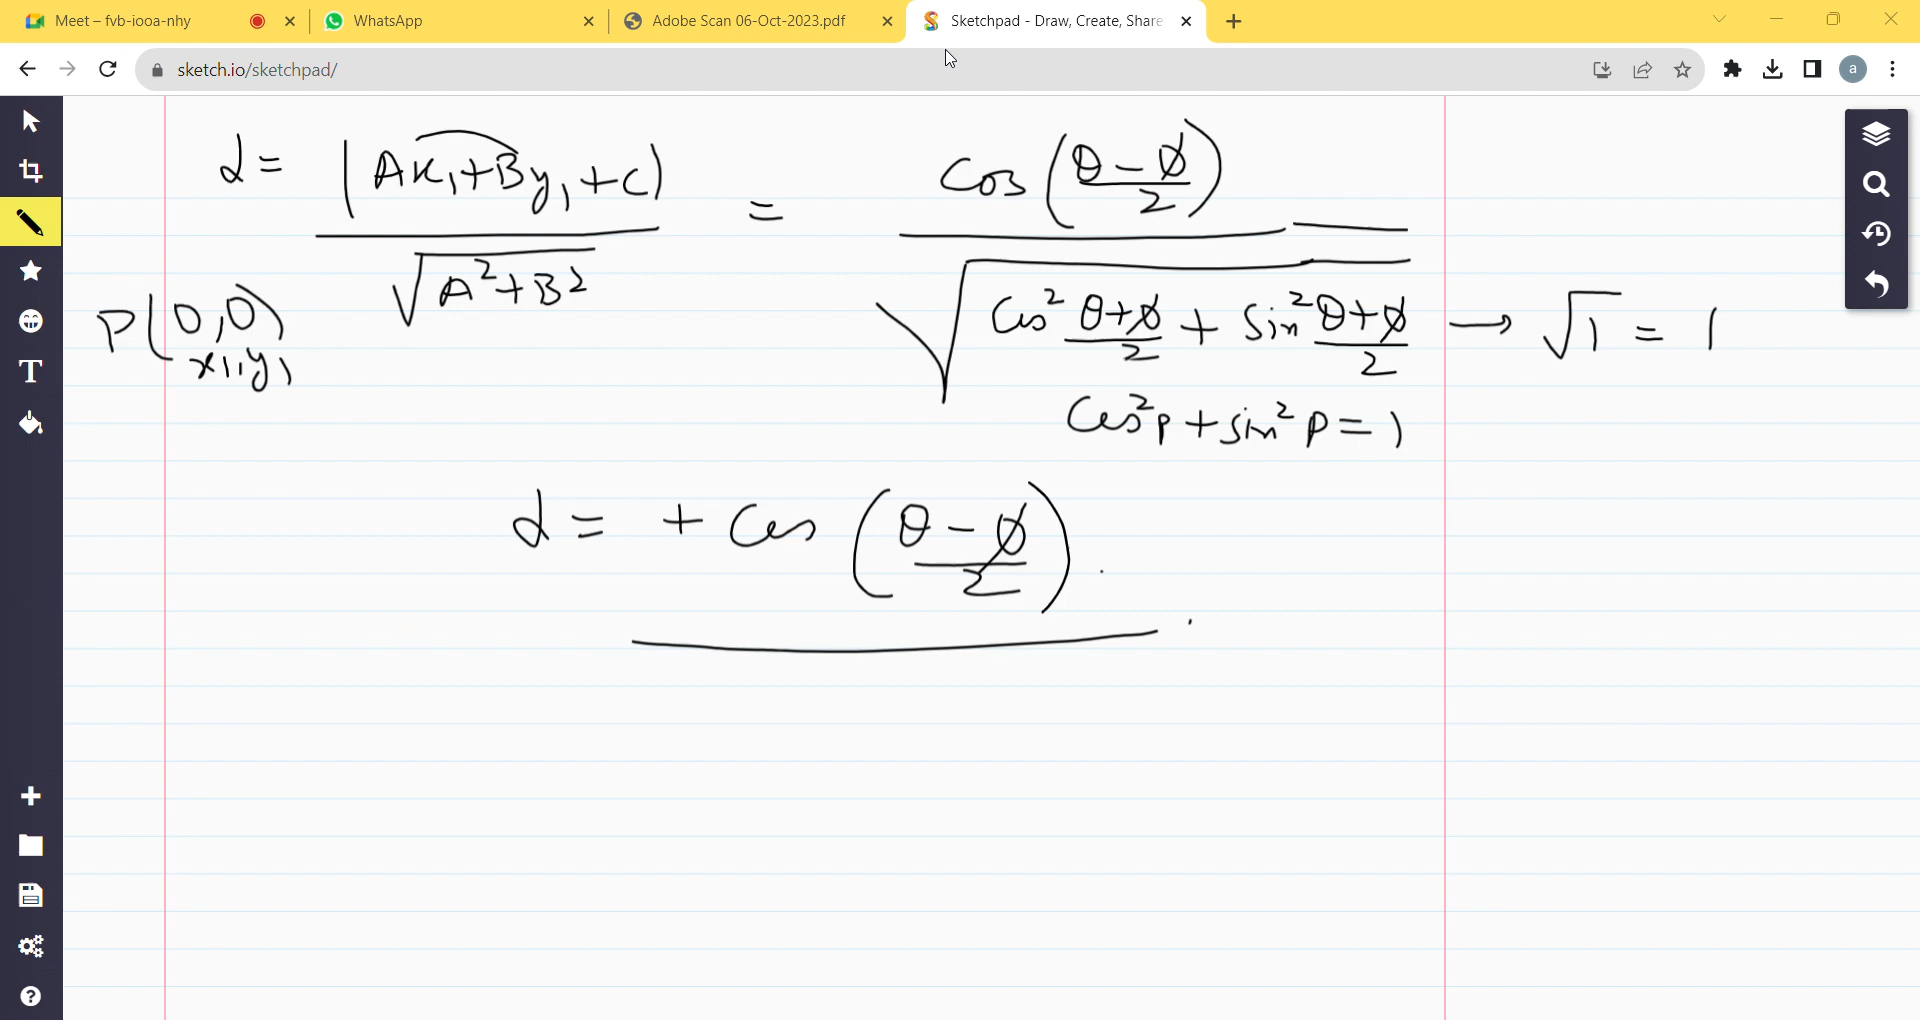 Meet – fvb-iooa-nhy
WhatsApp
Adobe Scan 06-Oct-2023.pdf
Sketchpad - Draw, Create, Share
sketch.io/sketchpad/
a
d = |Ax₁+By₁+C| / √(A²+B²) = cos((θ-ϕ)/2) / √(cos² (θ+ϕ)/2 + sin² (θ+ϕ)/2) → √1 = 1
P(0,0)
x₁,y₁
cos²p + sin²p = 1
d = + cos((θ-ϕ)/2).
T